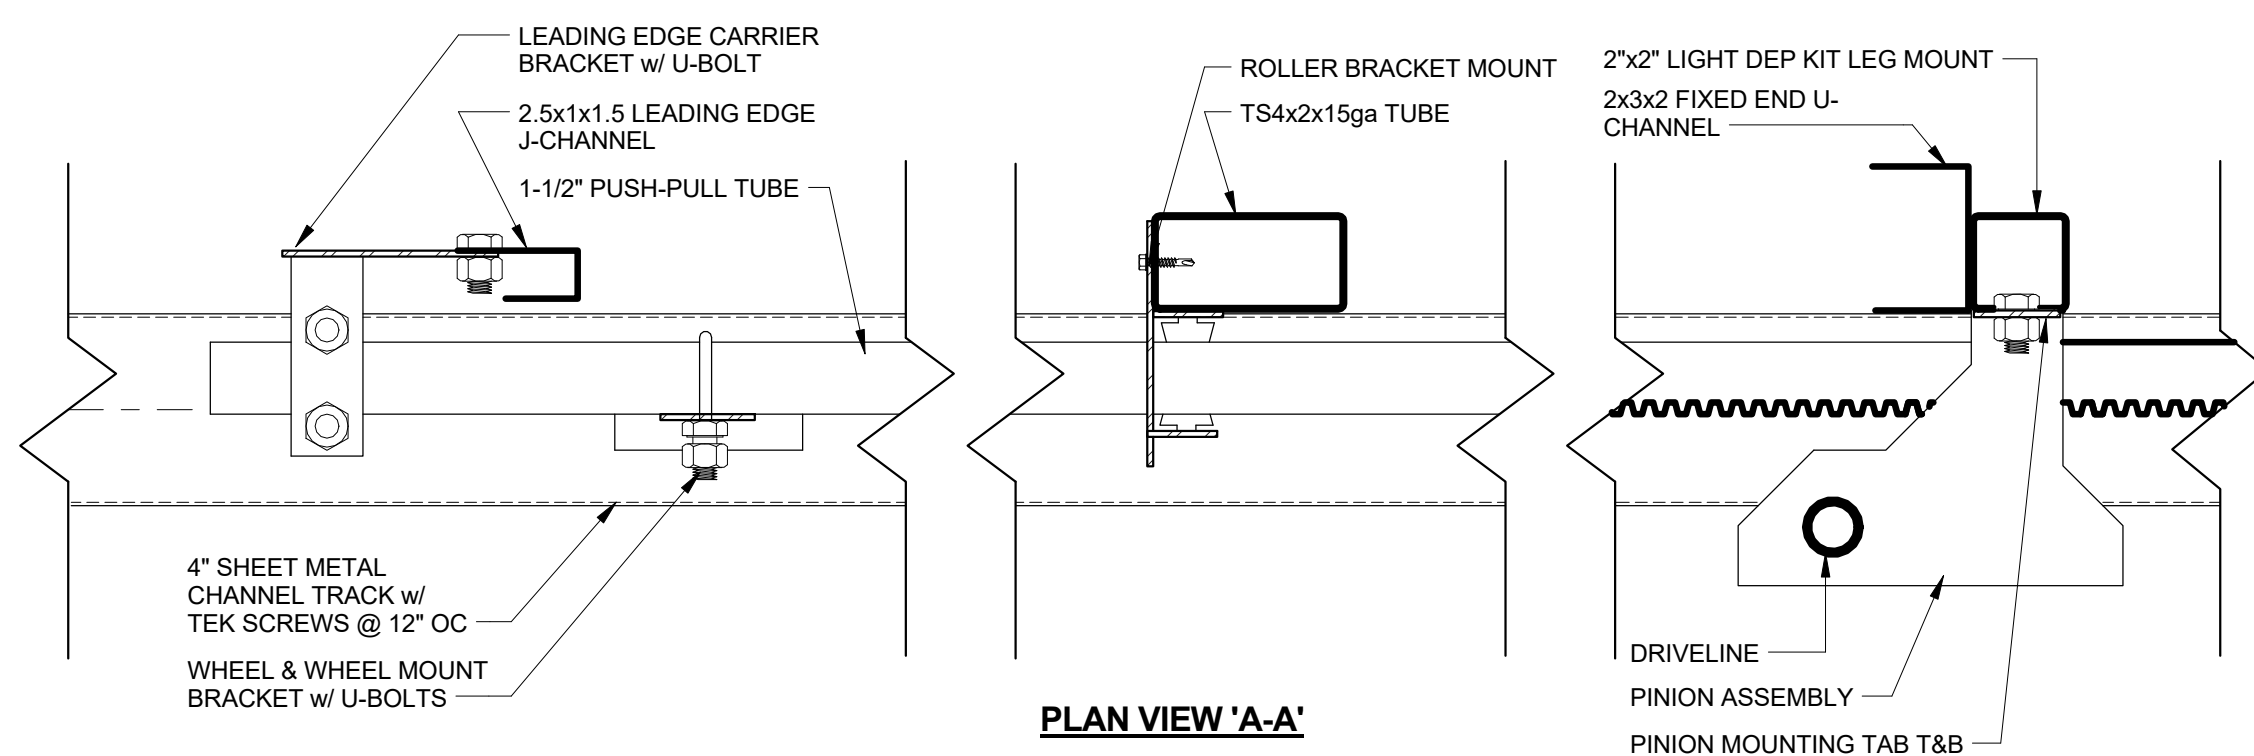 LEADING EDGE CARRIER
BRACKET w/ U-BOLT
2.5x1x1.5 LEADING EDGE
J-CHANNEL
1-1/2" PUSH-PULL TUBE
4" SHEET METAL
CHANNEL TRACK w/
TEK SCREWS @ 12" OC
WHEEL & WHEEL MOUNT
BRACKET w/ U-BOLTS
ROLLER BRACKET MOUNT
TS4x2x15ga TUBE
PLAN VIEW 'A-A'
2"x2" LIGHT DEP KIT LEG MOUNT
2x3x2 FIXED END U-
CHANNEL
DRIVELINE
PINION ASSEMBLY
PINION MOUNTING TAB T&B